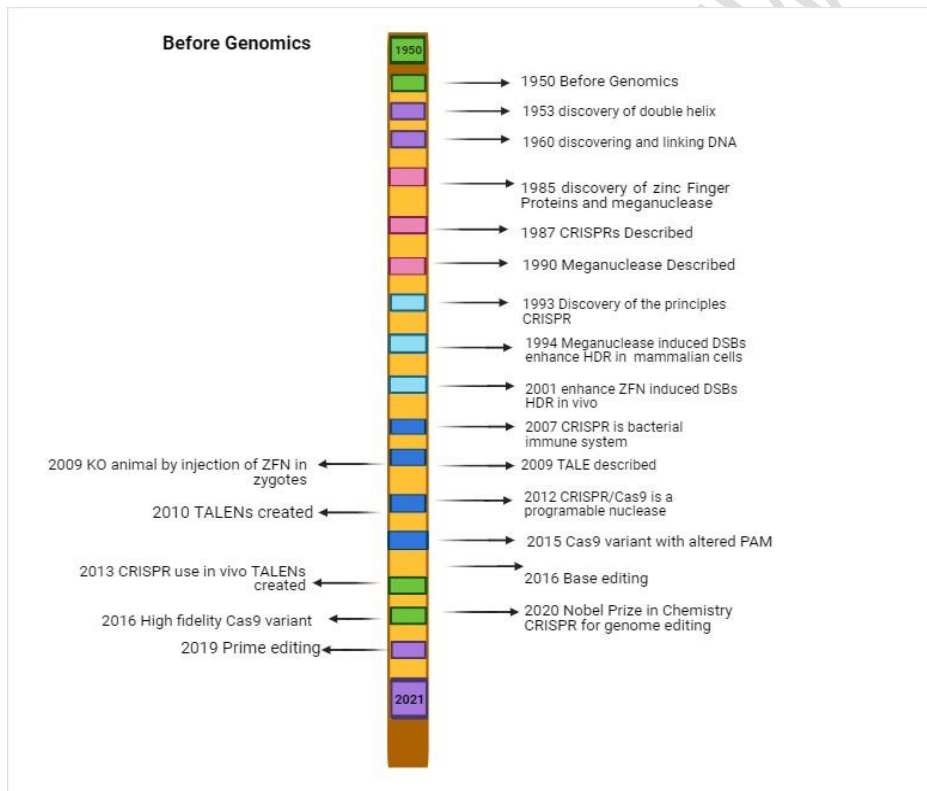 Before Genomics
1950
1950 Before Genomics
1953 discovery of double helix
1960 discovering and linking DNA
1985 discovery of zinc Finger
Proteins and meganuclease
1987 CRISPRs Described
1990 Meganuclease Described
1993 Discovery of the principles
CRISPR
1994 Meganuclease induced DSBs
enhance HDR in mammalian cells
2001 enhance ZFN induced DSBs
HDR in vivo
2007 CRISPR is bacterial
immune system
2009 KO animal by injection of ZFN in
zygotes
2009 TALE described
2010 TALENs created
2012 CRISPR/Cas9 is a
programable nuclease
2015 Cas9 variant with altered PAM
2013 CRISPR use in vivo TALENs
created
2016 Base editing
2016 High fidelity Cas9 variant
2020 Nobel Prize in Chemistry
CRISPR for genome editing
2019 Prime editing
2021